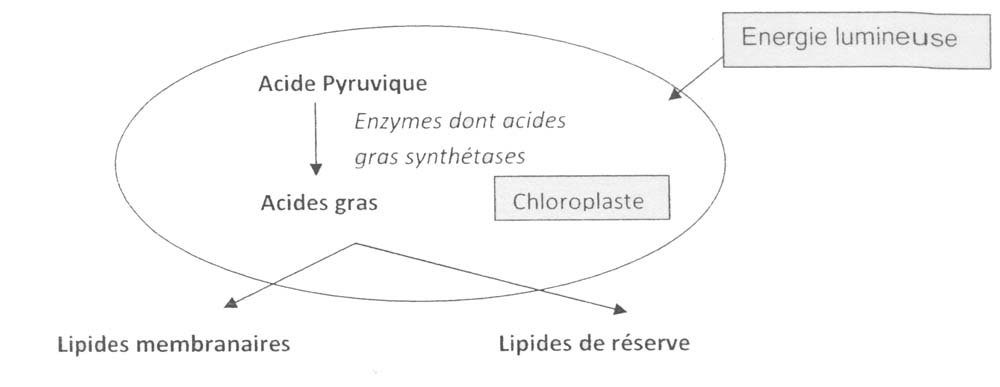 Energie lumineuse
Acide Pyruvique
Enzymes dont acides
gras synthétases
Acides gras
Chloroplaste
Lipides membranaires
Lipides de réserve